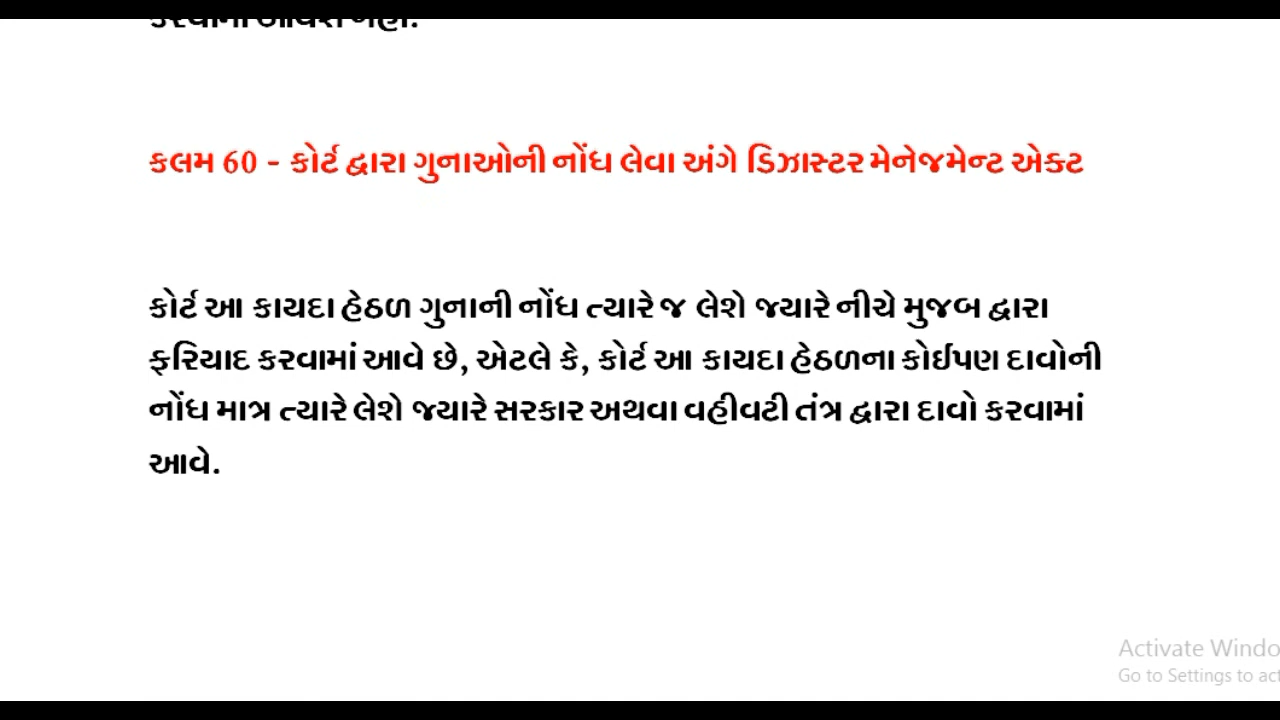 કલમ 60 - કોર્ટ દ્વારા ગુનાઓની નોંધ લેવા અંગે ડિઝાસ્ટર મેનેજમેન્ટ એક્ટ
કોર્ટ આ કાયદા હેઠળ ગુનાની નોંધ ત્યારે જ લેશે જ્યારે નીચે મુજબ દ્વારા
ફરિયાદ કરવામાં આવે છે, એટલે કે, કોર્ટ આ કાયદા હેઠળના કોઈપણ દાવોની
નોંધ માત્ર ત્યારે લેશે જ્યારે સરકાર અથવા વહીવટી તંત્ર દ્વારા દાવો કરવામાં
આવે.
Activate Windo
Go to Settings to act